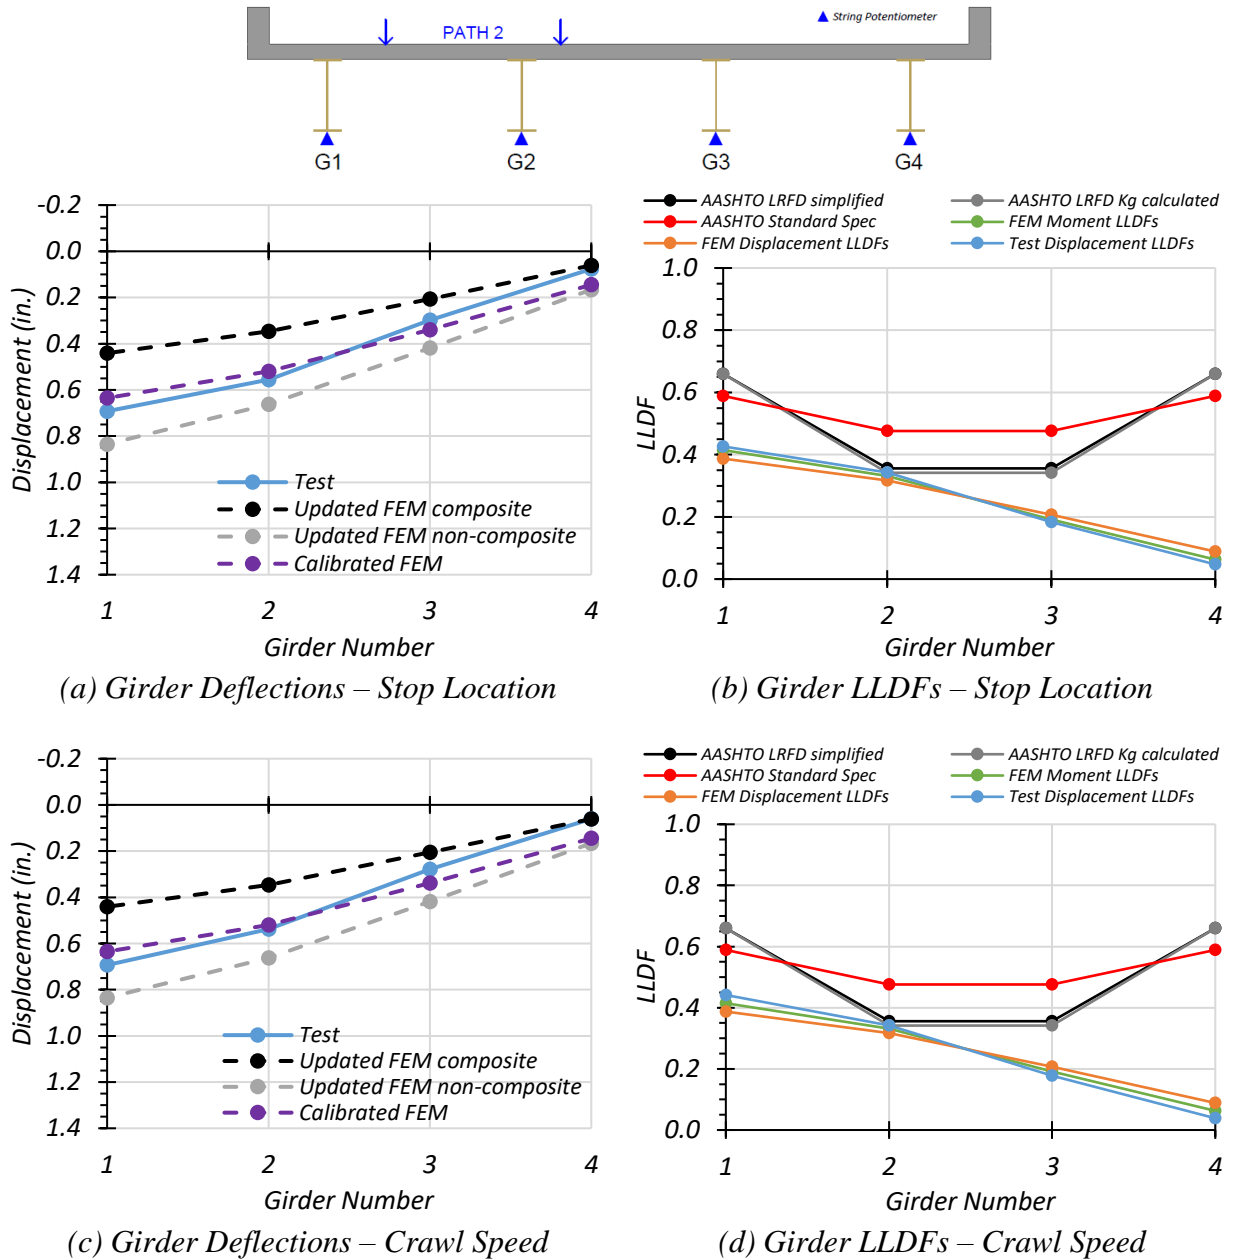 PATH 2
String Potentiometer
G1 G2 G3 G4
-0.2
0.0
0.2
0.4
0.6
0.8
1.0
1.2
1.4
Displacement (in.)
Test
Updated FEM composite
Updated FEM non-composite
Calibrated FEM
1 2 3 4
Girder Number
(a) Girder Deflections – Stop Location
AASHTO LRFD simplified
AASHTO LRFD Kg calculated
AASHTO Standard Spec
FEM Moment LLDFs
FEM Displacement LLDFs
Test Displacement LLDFs
1.0
0.8
0.6
0.4
0.2
0.0
LLDF
1 2 3 4
Girder Number
(b) Girder LLDFs – Stop Location
-0.2
0.0
0.2
0.4
0.6
0.8
1.0
1.2
1.4
Displacement (in.)
Test
Updated FEM composite
Updated FEM non-composite
Calibrated FEM
1 2 3 4
Girder Number
(c) Girder Deflections – Crawl Speed
AASHTO LRFD simplified
AASHTO LRFD Kg calculated
AASHTO Standard Spec
FEM Moment LLDFs
FEM Displacement LLDFs
Test Displacement LLDFs
1.0
0.8
0.6
0.4
0.2
0.0
LLDF
1 2 3 4
Girder Number
(d) Girder LLDFs – Crawl Speed